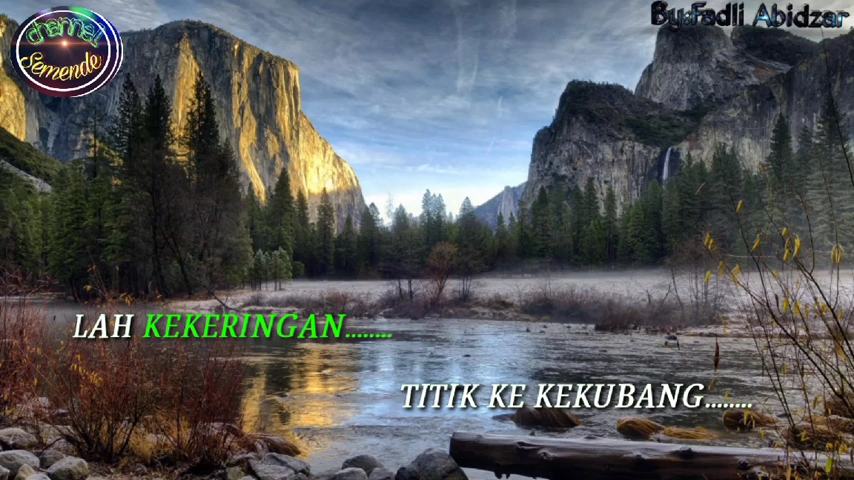 channel
Semende
By:Fadli Abidzar
LAH KEKERINGAN........
TITIK KE KEKUBANG........